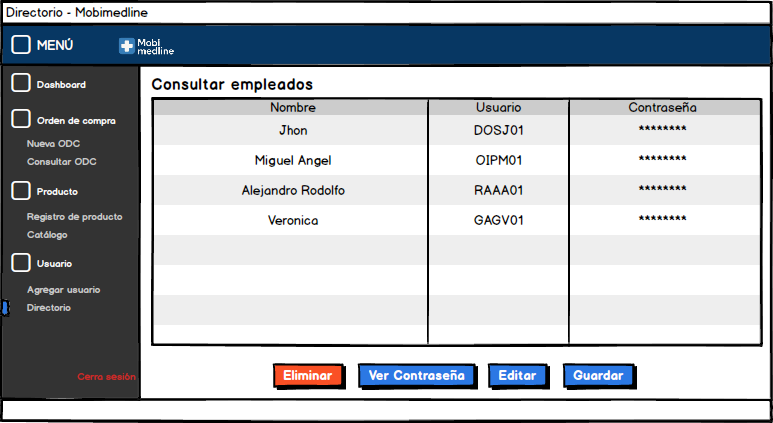 Directorio - Mobimedline
MENÚ
Mobi
medline
Dashboard
Orden de compra
Nueva ODC
Consultar ODC
Producto
Registro de producto
Catálogo
Usuario
Agregar usuario
Directorio
Cerro sesión
Consultar empleados
Nombre Usuario Contraseña
Jhon DOSJ01 ********
Miguel Angel OIPM01 ********
Alejandro Rodolfo RAAA01 ********
Veronica GAGV01 ********
Eliminar Ver Contraseña Editar Guardar